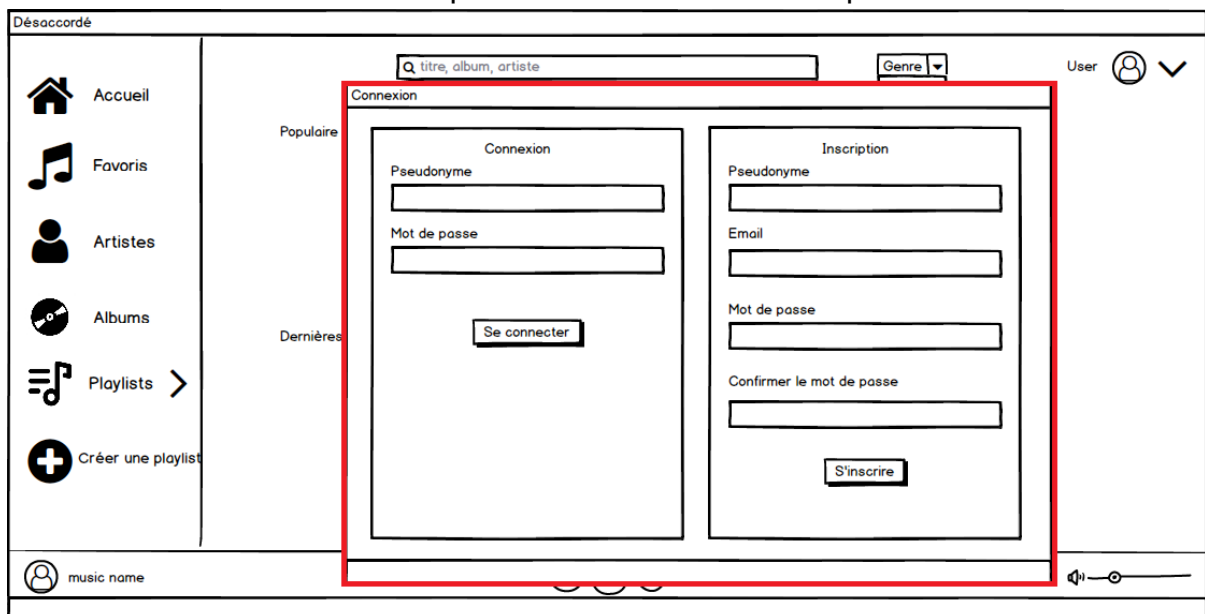 Désaccordé
titre, album, artiste
Genre
User
Accueil
Favoris
Artistes
Albums
Playlists
Créer une playlist
Populaire
Dernières
Connexion
Connexion
Pseudonyme
Mot de passe
Se connecter
Inscription
Pseudonyme
Email
Mot de passe
Confirmer le mot de passe
S'inscrire
music name